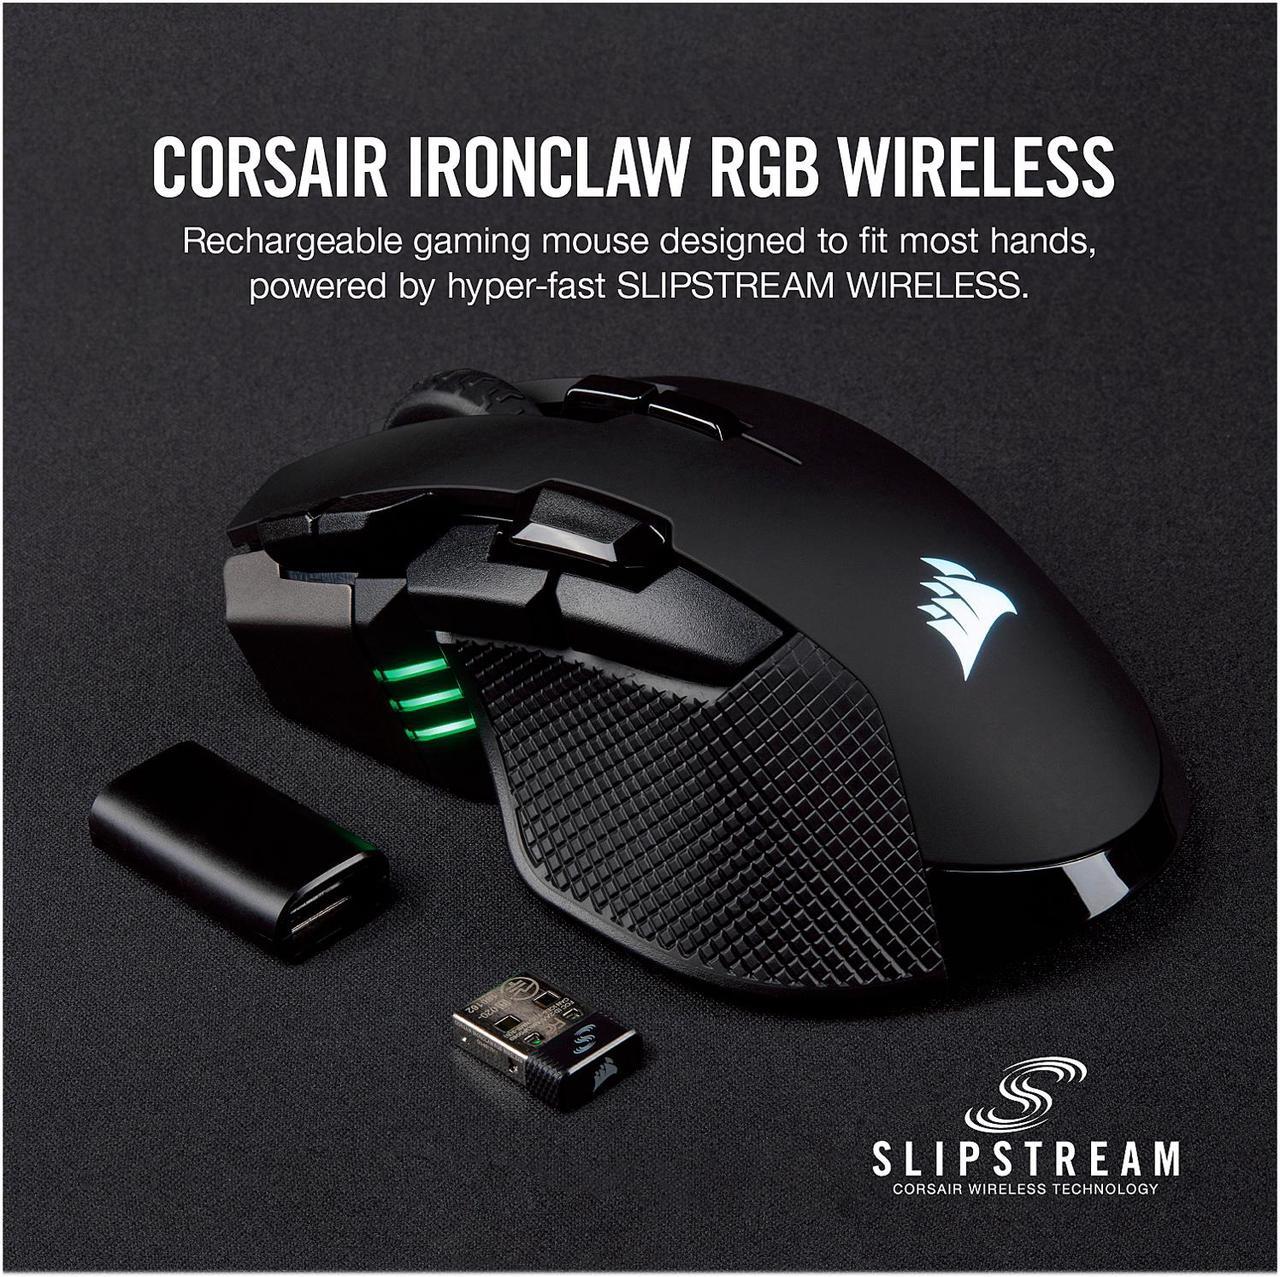 CORSAIR IRONCLAW RGB WIRELESS
Rechargeable gaming mouse designed to fit most hands,
powered by hyper-fast SLIPSTREAM WIRELESS.
SLIPSTREAM
CORSAIR WIRELESS TECHNOLOGY